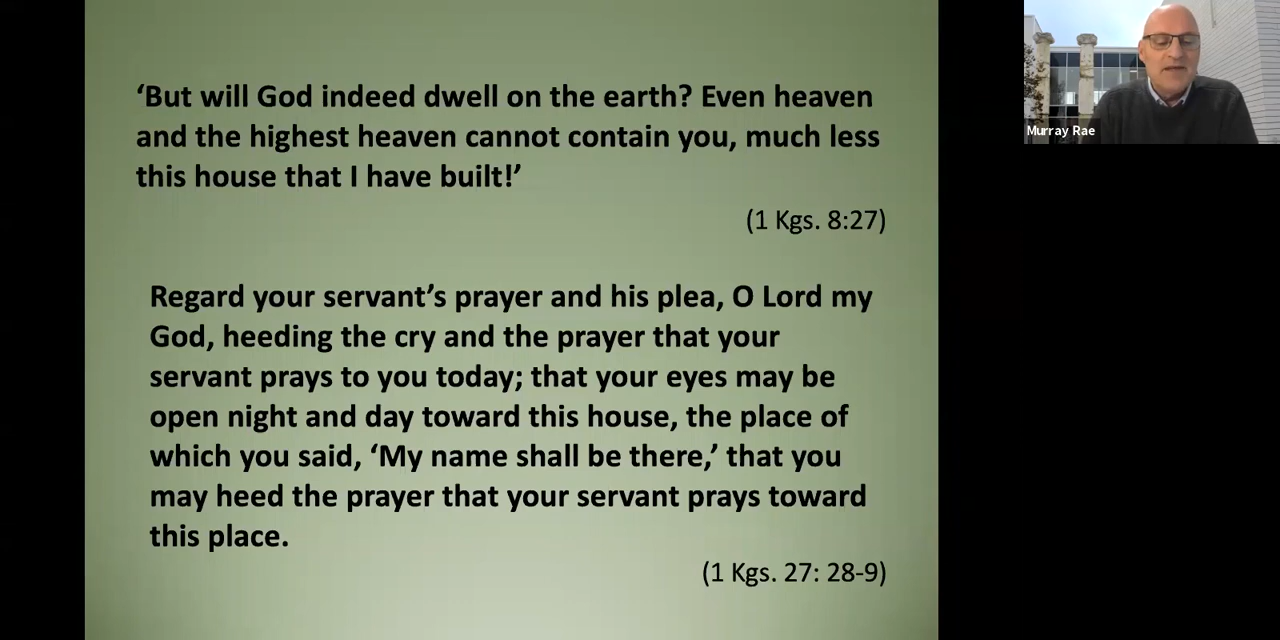 ‘But will God indeed dwell on the earth? Even heaven
and the highest heaven cannot contain you, much less
this house that I have built!’
(1 Kgs. 8:27)
Regard your servant’s prayer and his plea, O Lord my
God, heeding the cry and the prayer that your
servant prays to you today; that your eyes may be
open night and day toward this house, the place of
which you said, ‘My name shall be there,’ that you
may heed the prayer that your servant prays toward
this place.
(1 Kgs. 27: 28-9)
Murray Rae